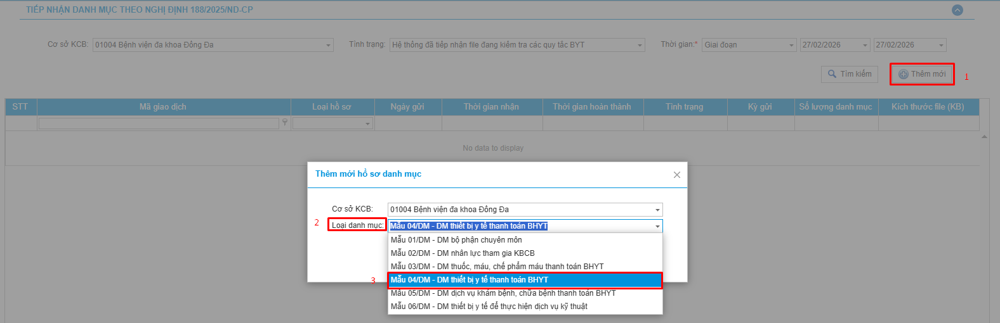 TIẾP NHẬN DANH MỤC THEO NGHỊ ĐỊNH 188/2025/ND-CP
Cơ sở KCB: 01004 Bệnh viện đa khoa Đống Đa Tình trạng: Hệ thống đã tiếp nhận file đang kiểm tra các quy tắc BYT Thời gian:* Giai đoạn 27/02/2026 27/02/2026
Tìm kiếm Thêm mới 1
STT Mã giao dịch Loại hồ sơ Ngày gửi Thời gian nhận Thời gian hoàn thành Tình trạng Kỳ gửi Số lượng danh mục Kích thước file (KB)
No data to display
Thêm mới hồ sơ danh mục
Cơ sở KCB: 01004 Bệnh viện đa khoa Đống Đa
2 Loại danh mục: Mẫu 04/DM - DM thiết bị y tế thanh toán BHYT
Mẫu 01/DM - DM bộ phận chuyên môn
Mẫu 02/DM - DM nhân lực tham gia KBCB
Mẫu 03/DM - DM thuốc, máu, chế phẩm máu thanh toán BHYT
3 Mẫu 04/DM - DM thiết bị y tế thanh toán BHYT
Mẫu 05/DM - DM dịch vụ khám bệnh, chữa bệnh thanh toán BHYT
Mẫu 06/DM - DM thiết bị y tế để thực hiện dịch vụ kỹ thuật